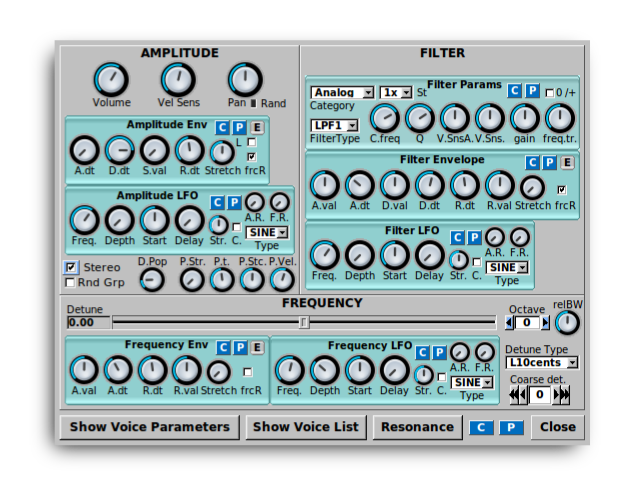 AMPLITUDE
Volume Vel Sens Pan Rand
Amplitude Env C P E
A.dt D.dt S.val R.dt Stretch frcR
L
Amplitude LFO C P
A.R. F.R.
Freq. Depth Start Delay Str. C.
SINE
Type
Stereo
Rnd Grp
D.Pop P.Str. P.t. P.Stc. P.Vel.
FILTER
Filter Params C P 0 /+
Analog 1x St
Category
LPF1
FilterType C.freq Q V.SnsA. V.Sns. gain freq.tr.
Filter Envelope
C P E
A.val A.dt D.val D.dt R.dt R.val Stretch frcR
Filter LFO
C P
A.R. F.R.
Freq. Depth Start Delay Str. C.
SINE
Type
FREQUENCY
Detune
0.00
Octave
0
relBW
Frequency Env C P E
A.val A.dt R.dt R.val Stretch frcR
Frequency LFO C P
A.R. F.R.
Freq. Depth Start Delay Str. C.
SINE
Type
Detune Type
L10cents
Coarse det.
0
Show Voice Parameters Show Voice List Resonance C P Close